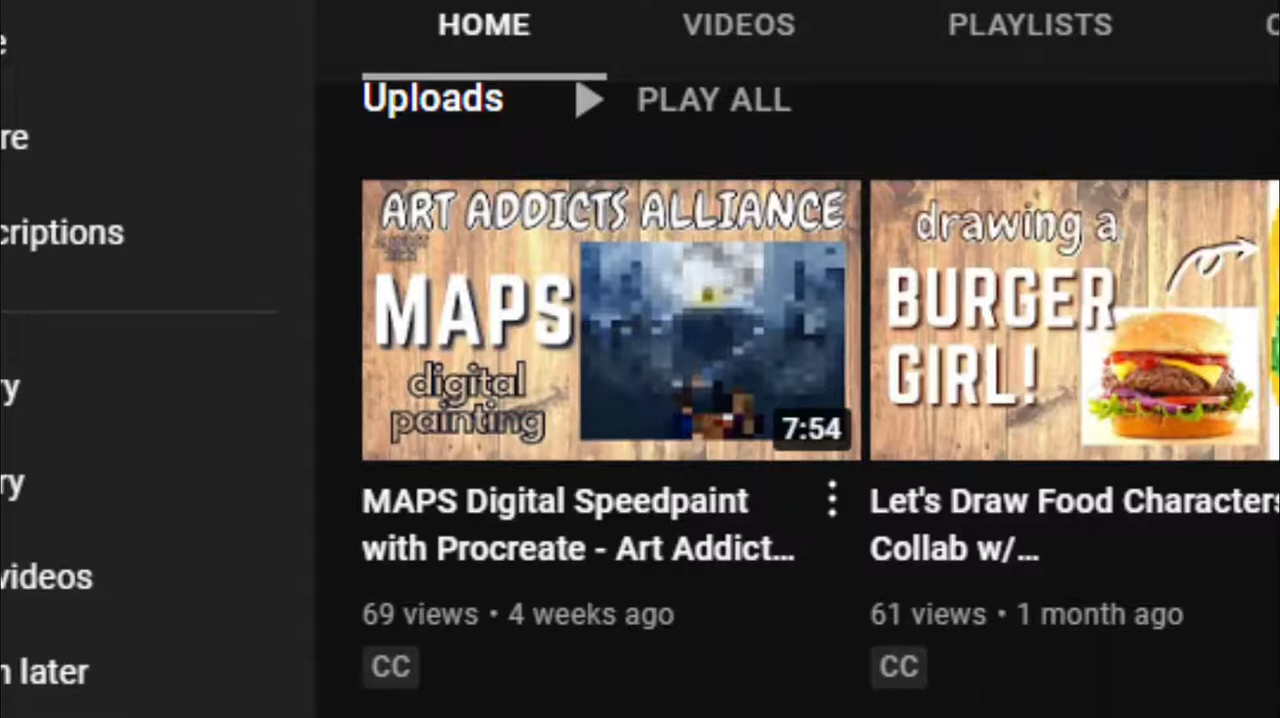 HOME VIDEOS PLAYLISTS
Uploads PLAY ALL
re
criptions
ry
ry
videos
later
ART ADDICTS ALLIANCE
MAPS
digital
painting
7:54
drawing a
BURGER
GIRL!
MAPS Digital Speedpaint
with Procreate - Art Addict...
69 views • 4 weeks ago
CC
Let's Draw Food Characters
Collab w/...
61 views • 1 month ago
CC